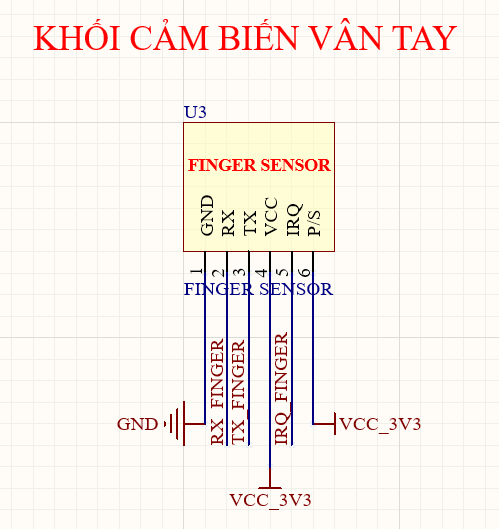 KHỐI CẢM BIẾN VÂN TAY
U3
FINGER SENSOR
GND
RX
TX
VCC
IRQ
P/S
1
2
3
4
5
6
FINGER SENSOR
RX_FINGER
TX_FINGER
IRQ_FINGER
GND
VCC_3V3
VCC_3V3